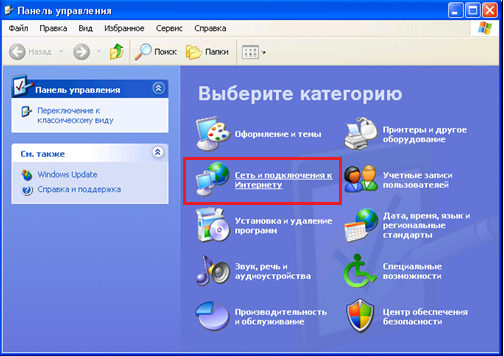 Панель управления
Файл Правка Вид Избранное Сервис Справка
Назад Поиск Папки
Панель управления
Переключение к
классическому виду
См. также
Windows Update
Справка и поддержка
Выберите категорию
Оформление и темы
Принтеры и другое
оборудование
Сеть и подключения к
Интернету
Учетные записи
пользователей
Установка и удаление
программ
Дата, время, язык и
региональные
стандарты
Звук, речь и
аудиоустройства
Специальные
возможности
Производительность
и обслуживание
Центр обеспечения
безопасности